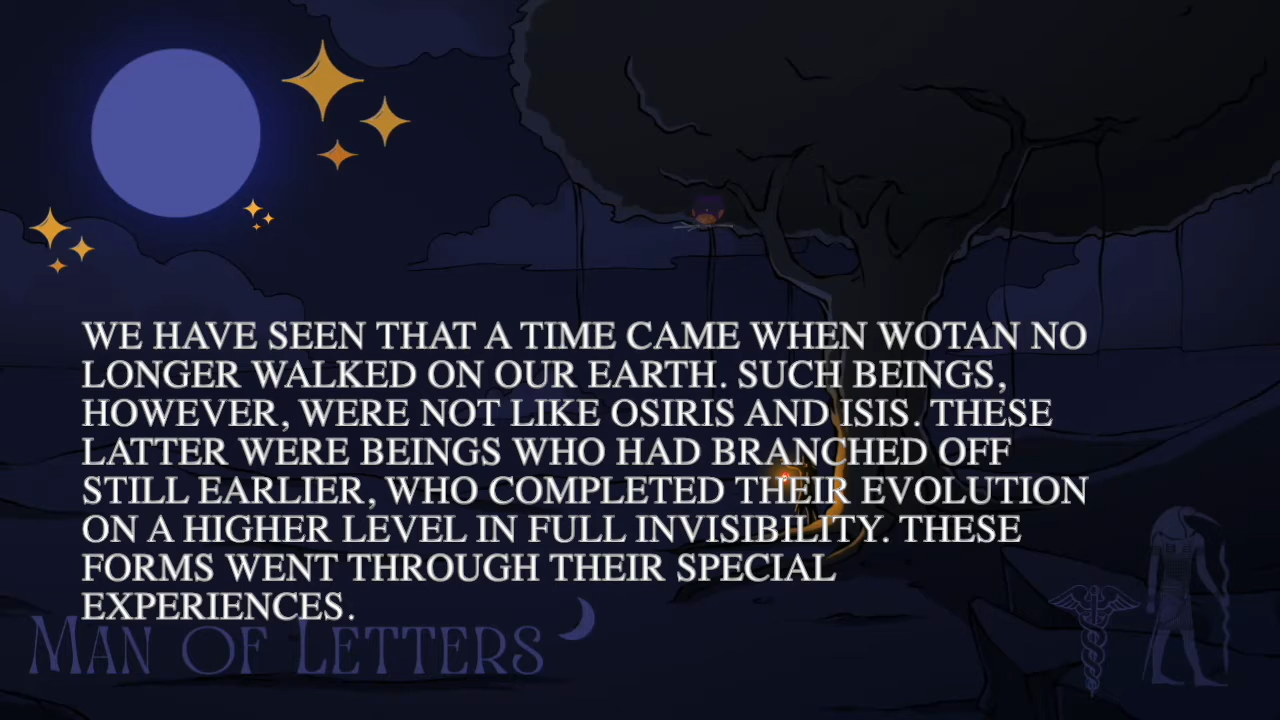 WE HAVE SEEN THAT A TIME CAME WHEN WOTAN NO
LONGER WALKED ON OUR EARTH. SUCH BEINGS,
HOWEVER, WERE NOT LIKE OSIRIS AND ISIS. THESE
LATTER WERE BEINGS WHO HAD BRANCHED OFF
STILL EARLIER, WHO COMPLETED THEIR EVOLUTION
ON A HIGHER LEVEL IN FULL INVISIBILITY. THESE
FORMS WENT THROUGH THEIR SPECIAL
EXPERIENCES.
MAN OF LETTERS